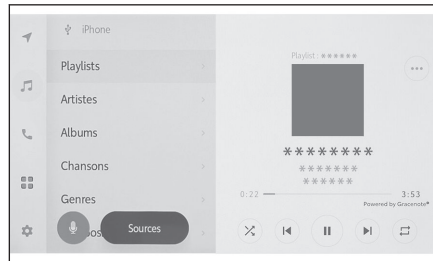 iPhone
Playlists
Artistes
Albums
Chansons
Genres
Sources
Playlist: ******
********
*******
******
0:22
3:53
Powered by Gracenote®